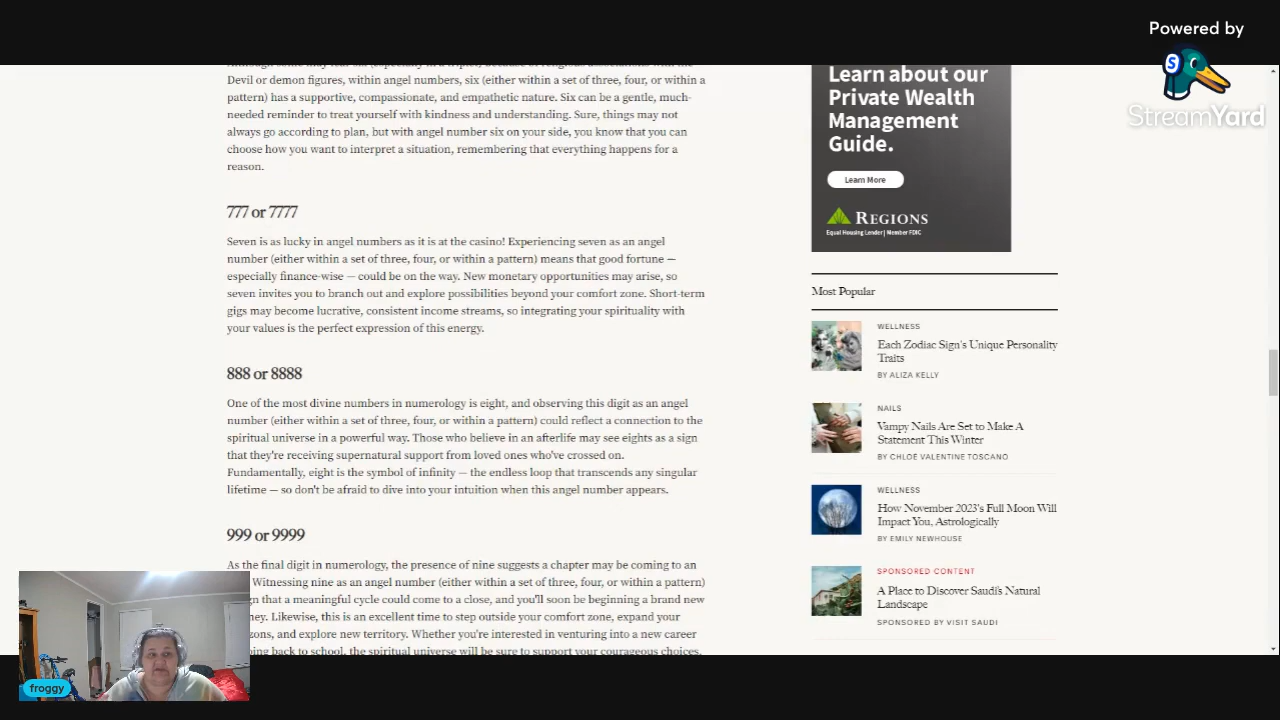 Powered by
StreamYard
Devil or demon figures, within angel numbers, six (either within a set of three, four, or within a
pattern) has a supportive, compassionate, and empathetic nature. Six can be a gentle, much-
needed reminder to treat yourself with kindness and understanding. Sure, things may not
always go according to plan, but with angel number six on your side, you know that you can
choose how you want to interpret a situation, remembering that everything happens for a
reason.
777 or 7777
Seven is as lucky in angel numbers as it is at the casino! Experiencing seven as an angel
number (either within a set of three, four, or within a pattern) means that good fortune —
especially finance-wise — could be on the way. New monetary opportunities may arise, so
seven invites you to branch out and explore possibilities beyond your comfort zone. Short-term
gigs may become lucrative, consistent income streams, so integrating your spirituality with
your values is the perfect expression of this energy.
888 or 8888
One of the most divine numbers in numerology is eight, and observing this digit as an angel
number (either within a set of three, four, or within a pattern) could reflect a connection to the
spiritual universe in a powerful way. Those who believe in an afterlife may see eights as a sign
that they're receiving supernatural support from loved ones who've crossed on.
Fundamentally, eight is the symbol of infinity — the endless loop that transcends any singular
lifetime — so don't be afraid to dive into your intuition when this angel number appears.
999 or 9999
As the final digit in numerology, the presence of nine suggests a chapter may be coming to an
Witnessing nine as an angel number (either within a set of three, four, or within a pattern)
that a meaningful cycle could come to a close, and you'll soon be beginning a brand new
Likewise, this is an excellent time to step outside your comfort zone, expand your
and explore new territory. Whether you're interested in venturing into a new career
back to school, the spiritual universe will be sure to support your courageous choices.
froggy
Learn about our
Private Wealth
Management
Guide.
Learn More
REGIONS
Equal Housing Lender | Member FDIC
Most Popular
WELLNESS
Each Zodiac Sign's Unique Personality
Traits
BY ALIZA KELLY
NAILS
Vampy Nails Are Set to Make A
Statement This Winter
BY CHLOE VALENTINE TOSCANO
WELLNESS
How November 2023's Full Moon Will
Impact You, Astrologically
BY EMILY NEWHOUSE
SPONSORED CONTENT
A Place to Discover Saudi's Natural
Landscape
SPONSORED BY VISIT SAUDI